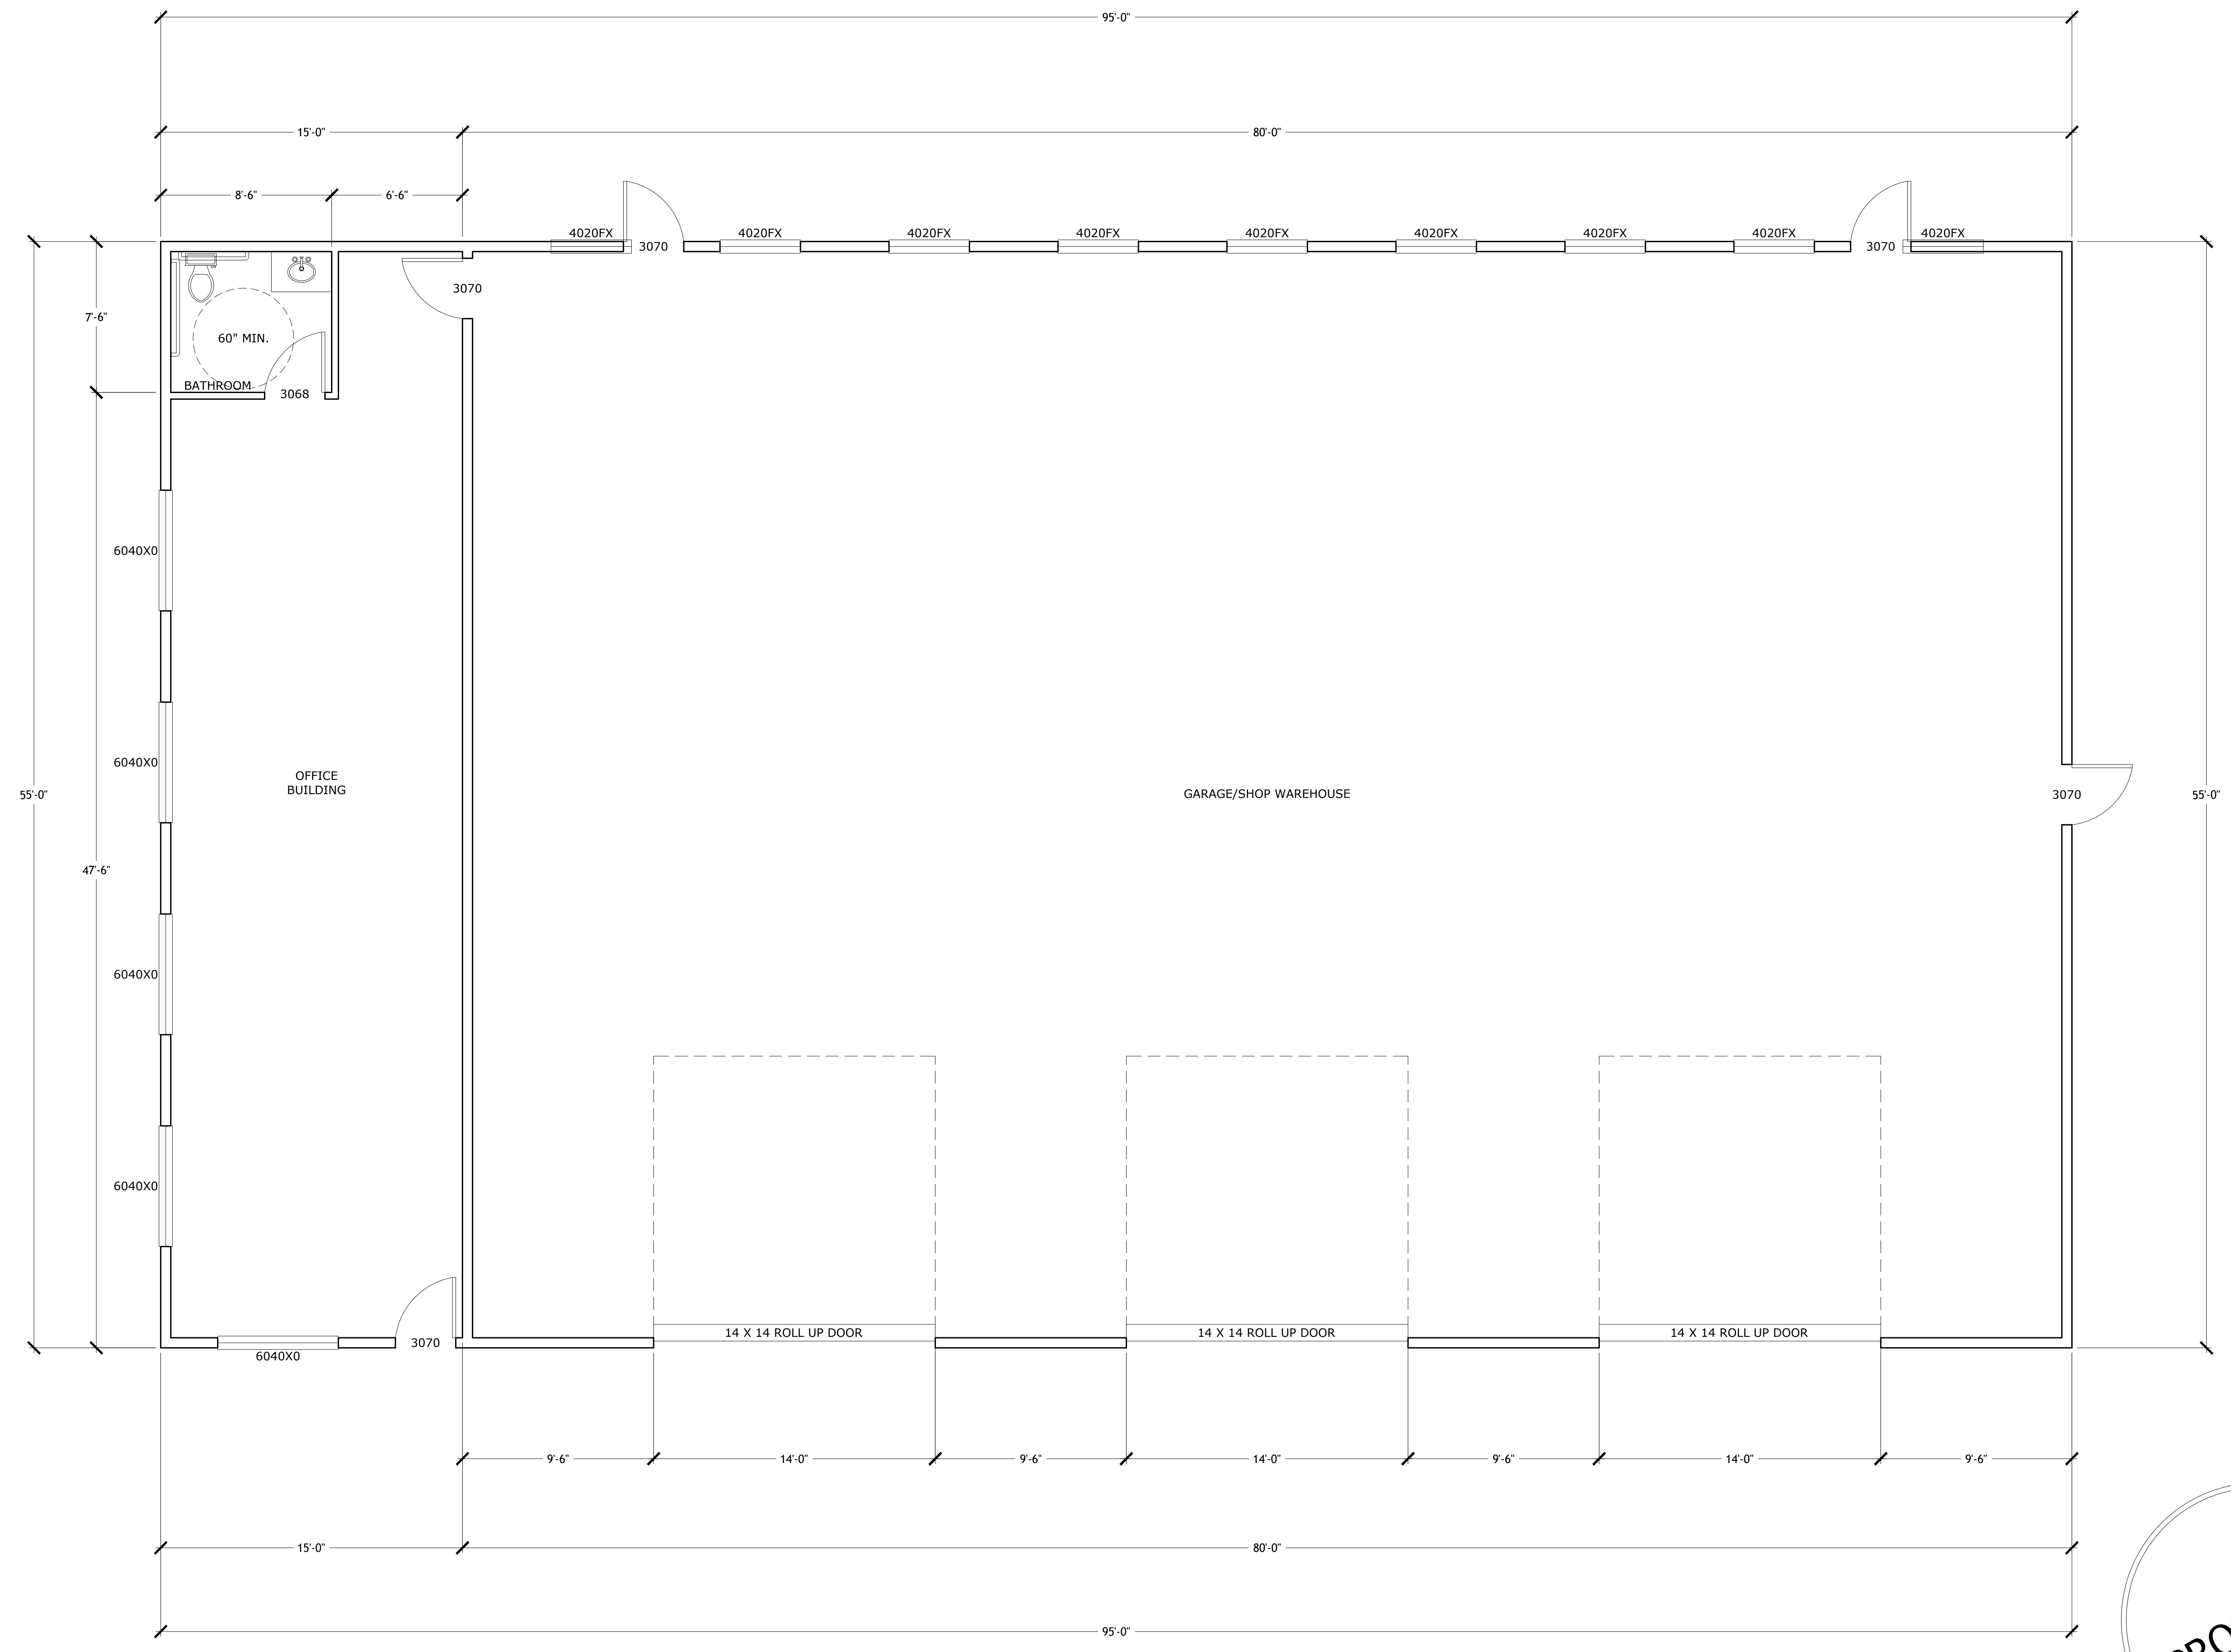 95'-0"
15'-0"
80'-0"
8'-6"
6'-6"
4020FX
3070
4020FX
4020FX
4020FX
4020FX
4020FX
4020FX
4020FX
3070
4020FX
3070
7'-6"
60" MIN.
BATHROOM
3068
6040X0
6040X0
OFFICE
BUILDING
55'-0"
GARAGE/SHOP WAREHOUSE
3070
55'-0"
47'-6"
6040X0
6040X0
14 X 14 ROLL UP DOOR
14 X 14 ROLL UP DOOR
14 X 14 ROLL UP DOOR
3070
6040X0
9'-6"
14'-0"
9'-6"
14'-0"
9'-6"
14'-0"
9'-6"
15'-0"
80'-0"
95'-0"